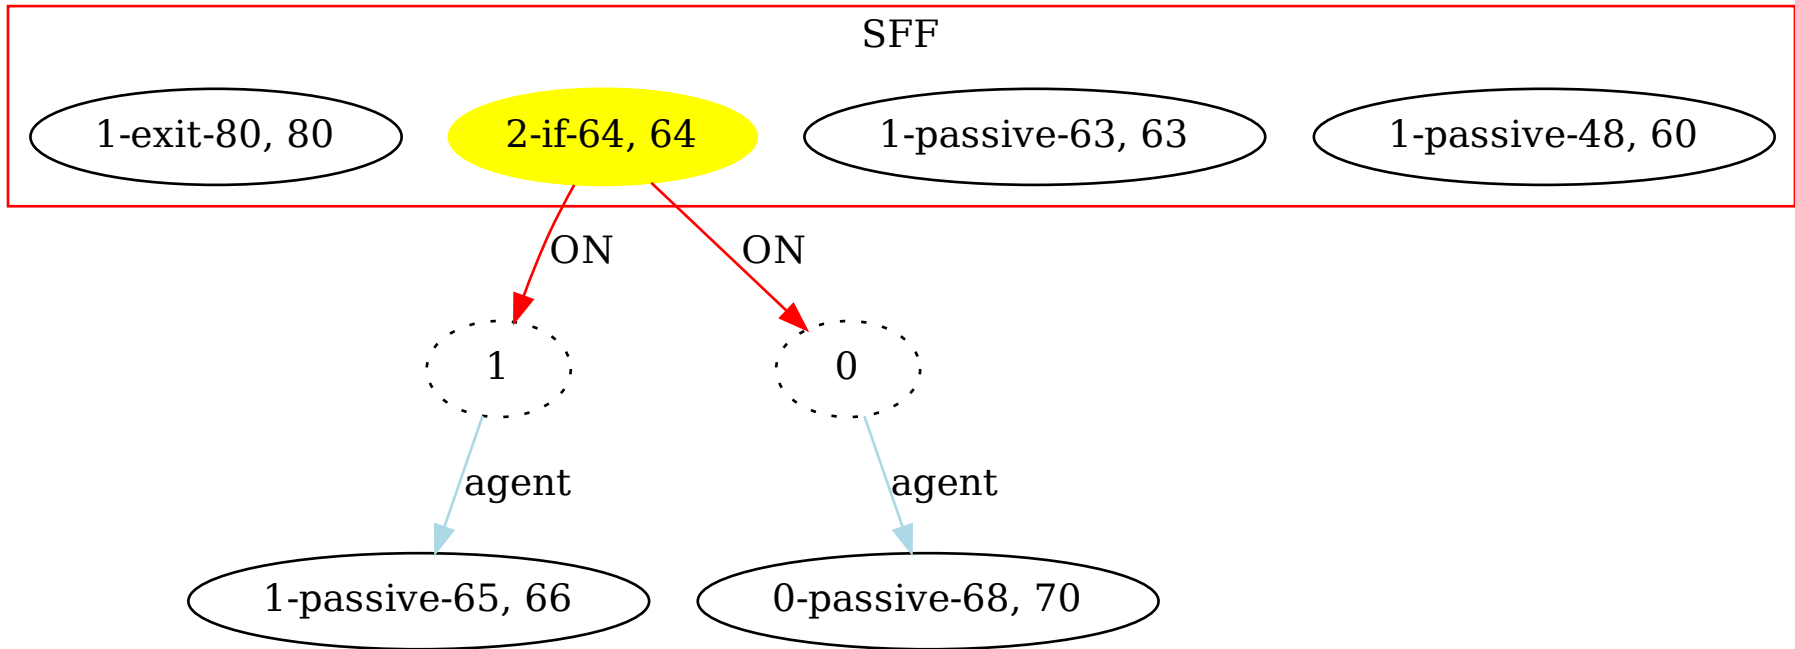 SFF
1-exit-80, 80
2-if-64, 64
1-passive-63, 63
1-passive-48, 60
ON
ON
1
0
agent
agent
1-passive-65, 66
0-passive-68, 70